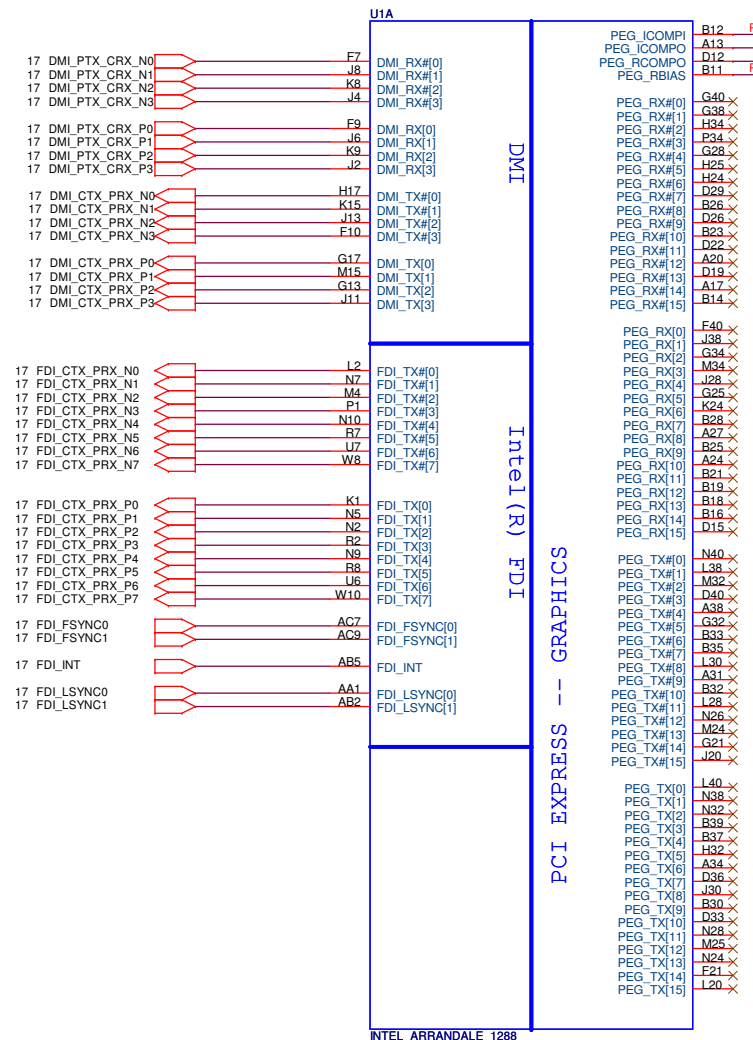 U1A
17 DMI_PTX_CRX_N0 F7 DMI_RX#[0]
17 DMI_PTX_CRX_N1 J8 DMI_RX#[1]
17 DMI_PTX_CRX_N2 K8 DMI_RX#[2]
17 DMI_PTX_CRX_N3 J4 DMI_RX#[3]
17 DMI_PTX_CRX_P0 F9 DMI_RX[0]
17 DMI_PTX_CRX_P1 J6 DMI_RX[1]
17 DMI_PTX_CRX_P2 K9 DMI_RX[2]
17 DMI_PTX_CRX_P3 J2 DMI_RX[3]
17 DMI_CTX_PRX_N0 H17 DMI_TX#[0]
17 DMI_CTX_PRX_N1 K15 DMI_TX#[1]
17 DMI_CTX_PRX_N2 J13 DMI_TX#[2]
17 DMI_CTX_PRX_N3 F10 DMI_TX#[3]
17 DMI_CTX_PRX_P0 G17 DMI_TX[0]
17 DMI_CTX_PRX_P1 M15 DMI_TX[1]
17 DMI_CTX_PRX_P2 G13 DMI_TX[2]
17 DMI_CTX_PRX_P3 J11 DMI_TX[3]
DMI
17 FDI_CTX_PRX_N0 L2 FDI_TX#[0]
17 FDI_CTX_PRX_N1 N7 FDI_TX#[1]
17 FDI_CTX_PRX_N2 M4 FDI_TX#[2]
17 FDI_CTX_PRX_N3 P1 FDI_TX#[3]
17 FDI_CTX_PRX_N4 N10 FDI_TX#[4]
17 FDI_CTX_PRX_N5 R7 FDI_TX#[5]
17 FDI_CTX_PRX_N6 U7 FDI_TX#[6]
17 FDI_CTX_PRX_N7 W8 FDI_TX#[7]
17 FDI_CTX_PRX_P0 K1 FDI_TX[0]
17 FDI_CTX_PRX_P1 N5 FDI_TX[1]
17 FDI_CTX_PRX_P2 N2 FDI_TX[2]
17 FDI_CTX_PRX_P3 R2 FDI_TX[3]
17 FDI_CTX_PRX_P4 N9 FDI_TX[4]
17 FDI_CTX_PRX_P5 R8 FDI_TX[5]
17 FDI_CTX_PRX_P6 U6 FDI_TX[6]
17 FDI_CTX_PRX_P7 W10 FDI_TX[7]
17 FDI_FSYNC0 AC7 FDI_FSYNC[0]
17 FDI_FSYNC1 AC9 FDI_FSYNC[1]
17 FDI_INT AB5 FDI_INT
17 FDI_LSYNC0 AA1 FDI_LSYNC[0]
17 FDI_LSYNC1 AB2 FDI_LSYNC[1]
Intel(R) FDI
PCI EXPRESS -- GRAPHICS
PEG_ICOMPI B12
PEG_ICOMPO A13
PEG_RCOMPO D12
PEG_RBIAS B11
PEG_RX#[0] G40
PEG_RX#[1] G38
PEG_RX#[2] H34
PEG_RX#[3] P34
PEG_RX#[4] G28
PEG_RX#[5] H25
PEG_RX#[6] H24
PEG_RX#[7] D29
PEG_RX#[8] B26
PEG_RX#[9] D26
PEG_RX#[10] B23
PEG_RX#[11] D22
PEG_RX#[12] A20
PEG_RX#[13] D19
PEG_RX#[14] A17
PEG_RX#[15] B14
PEG_RX[0] F40
PEG_RX[1] J38
PEG_RX[2] G34
PEG_RX[3] M34
PEG_RX[4] J28
PEG_RX[5] G25
PEG_RX[6] K24
PEG_RX[7] B28
PEG_RX[8] A27
PEG_RX[9] B25
PEG_RX[10] A24
PEG_RX[11] B21
PEG_RX[12] B19
PEG_RX[13] B18
PEG_RX[14] B16
PEG_RX[15] D15
PEG_TX#[0] N40
PEG_TX#[1] L38
PEG_TX#[2] M32
PEG_TX#[3] D40
PEG_TX#[4] A38
PEG_TX#[5] G32
PEG_TX#[6] B33
PEG_TX#[7] B35
PEG_TX#[8] L30
PEG_TX#[9] A31
PEG_TX#[10] B32
PEG_TX#[11] L28
PEG_TX#[12] N26
PEG_TX#[13] M24
PEG_TX#[14] G21
PEG_TX#[15] J20
PEG_TX[0] L40
PEG_TX[1] N38
PEG_TX[2] N32
PEG_TX[3] B39
PEG_TX[4] B37
PEG_TX[5] H32
PEG_TX[6] A34
PEG_TX[7] D36
PEG_TX[8] J30
PEG_TX[9] B30
PEG_TX[10] D33
PEG_TX[11] N28
PEG_TX[12] M25
PEG_TX[13] N24
PEG_TX[14] F21
PEG_TX[15] L20
INTEL_ARRANDALE_1288